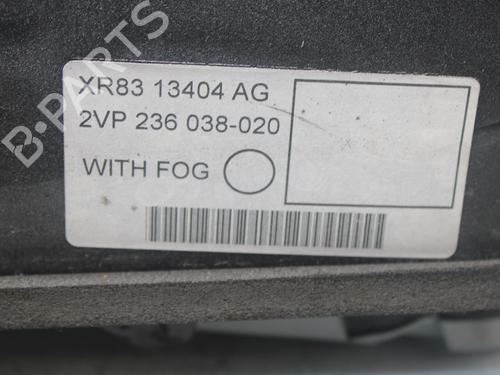 B-PARTS
XR83 13404 AG
2VP 236 038-020
WITH FOG